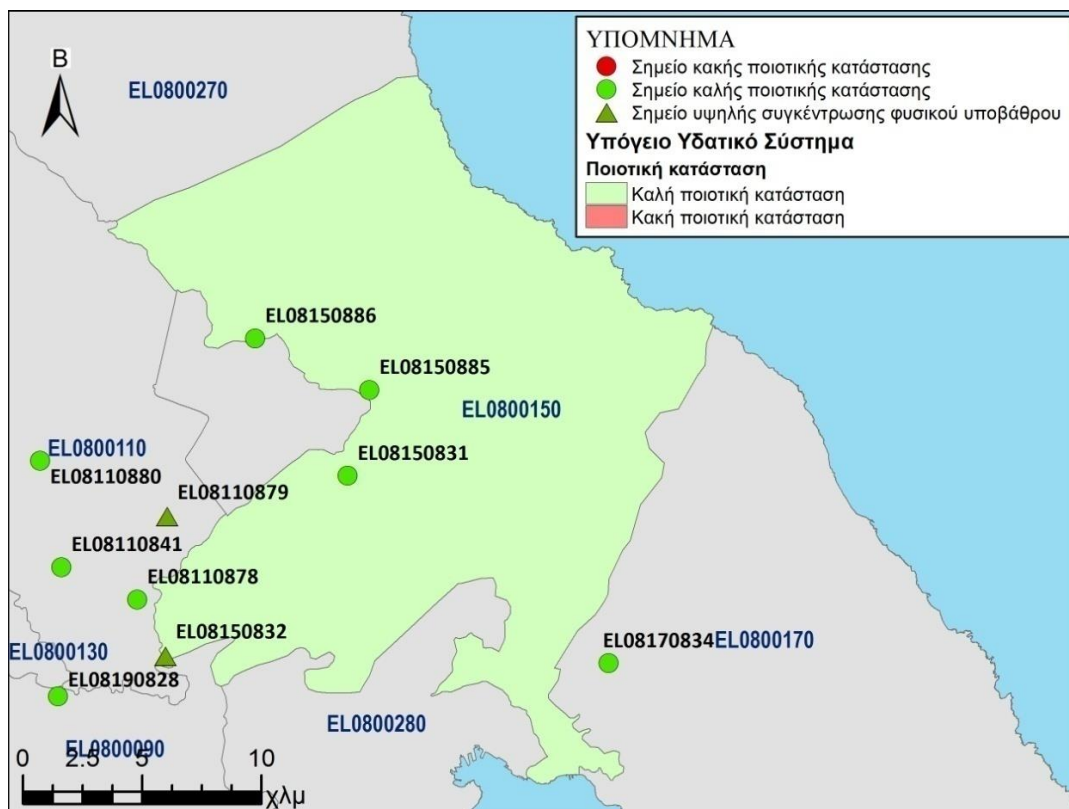 ΥΠΟΜΝΗΜΑ
Σημείο κακής ποιοτικής κατάστασης
Σημείο καλής ποιοτικής κατάστασης
Σημείο υψηλής συγκέντρωσης φυσικού υποβάθρου
Υπόγειο Υδατικό Σύστημα
Ποιοτική κατάσταση
Καλή ποιοτική κατάσταση
Κακή ποιοτική κατάσταση
Β
EL0800270
EL08150886
EL08150885
EL0800150
EL0800110
EL08110880
EL08150831
EL08110879
EL08110841
EL08110878
EL08150832
EL0800130
EL08170834
EL0800170
EL08190828
EL0800280
EL0800090
0 2.5 5 10
χλμ